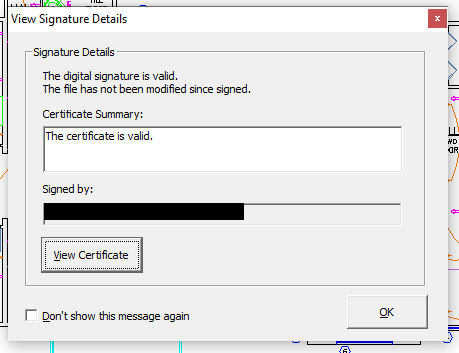 View Signature Details
Signature Details
The digital signature is valid.
The file has not been modified since signed.
Certificate Summary:
The certificate is valid.
Signed by:
View Certificate
Don't show this message again
OK